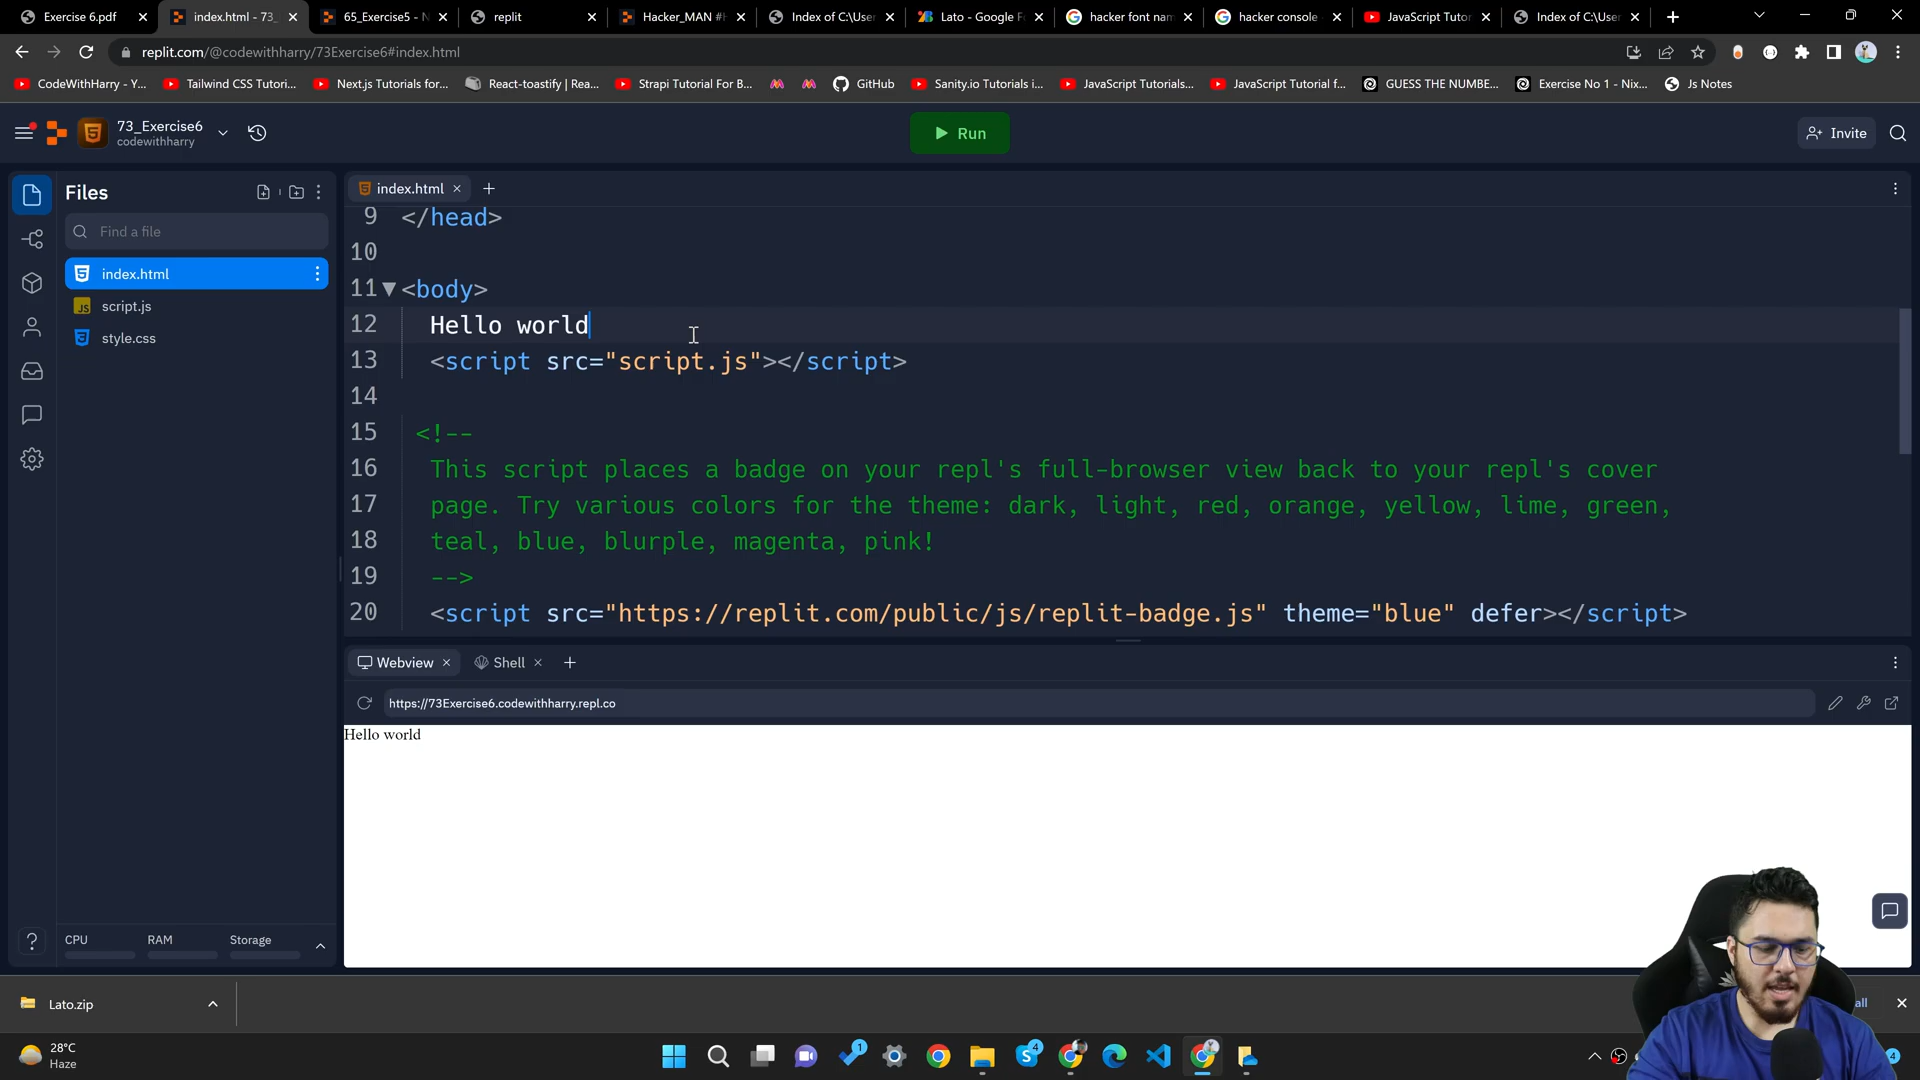 Exercise 6.pdf
index.html - 73_
65_Exercise5 - N
replit
Hacker_MAN #H
Index of C:\User
Lato - Google F
hacker font nam
hacker console
JavaScript Tutor
Index of C:\User
replit.com/@codewithharry/73Exercise6#index.html
CodeWithHarry - Y...
Tailwind CSS Tutori...
Next.js Tutorials for...
React-toastify | Rea...
Strapi Tutorial For B...
GitHub
Sanity.io Tutorials i...
JavaScript Tutorials...
JavaScript Tutorial f...
GUESS THE NUMBE...
Exercise No 1 - Nix...
Js Notes
73_Exercise6
codewithharry
Run
Invite
Files
Find a file
index.html
script.js
style.css
index.html
9 </head>
10
11 <body>
12 Hello world
13 <script src="script.js"></script>
14
15 <!--
16 This script places a badge on your repl's full-browser view back to your repl's cover
17 page. Try various colors for the theme: dark, light, red, orange, yellow, lime, green,
18 teal, blue, blurple, magenta, pink!
19 -->
20 <script src="https://replit.com/public/js/replit-badge.js" theme="blue" defer></script>
Webview
Shell
https://73Exercise6.codewithharry.repl.co
Hello world
CPU
RAM
Storage
Lato.zip
28°C
Haze
1
4
4